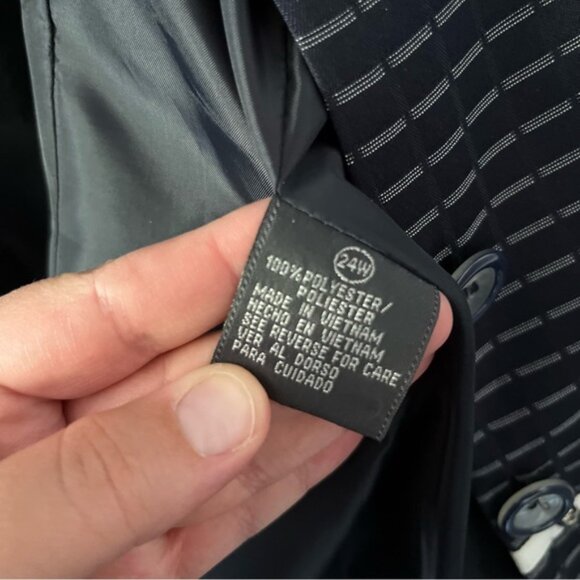 24W
100% POLYESTER/
POLIESTER
MADE IN VIETNAM
HECHO EN VIETNAM
SEE REVERSE FOR CARE
VER AL DORSO
PARA CUIDADO